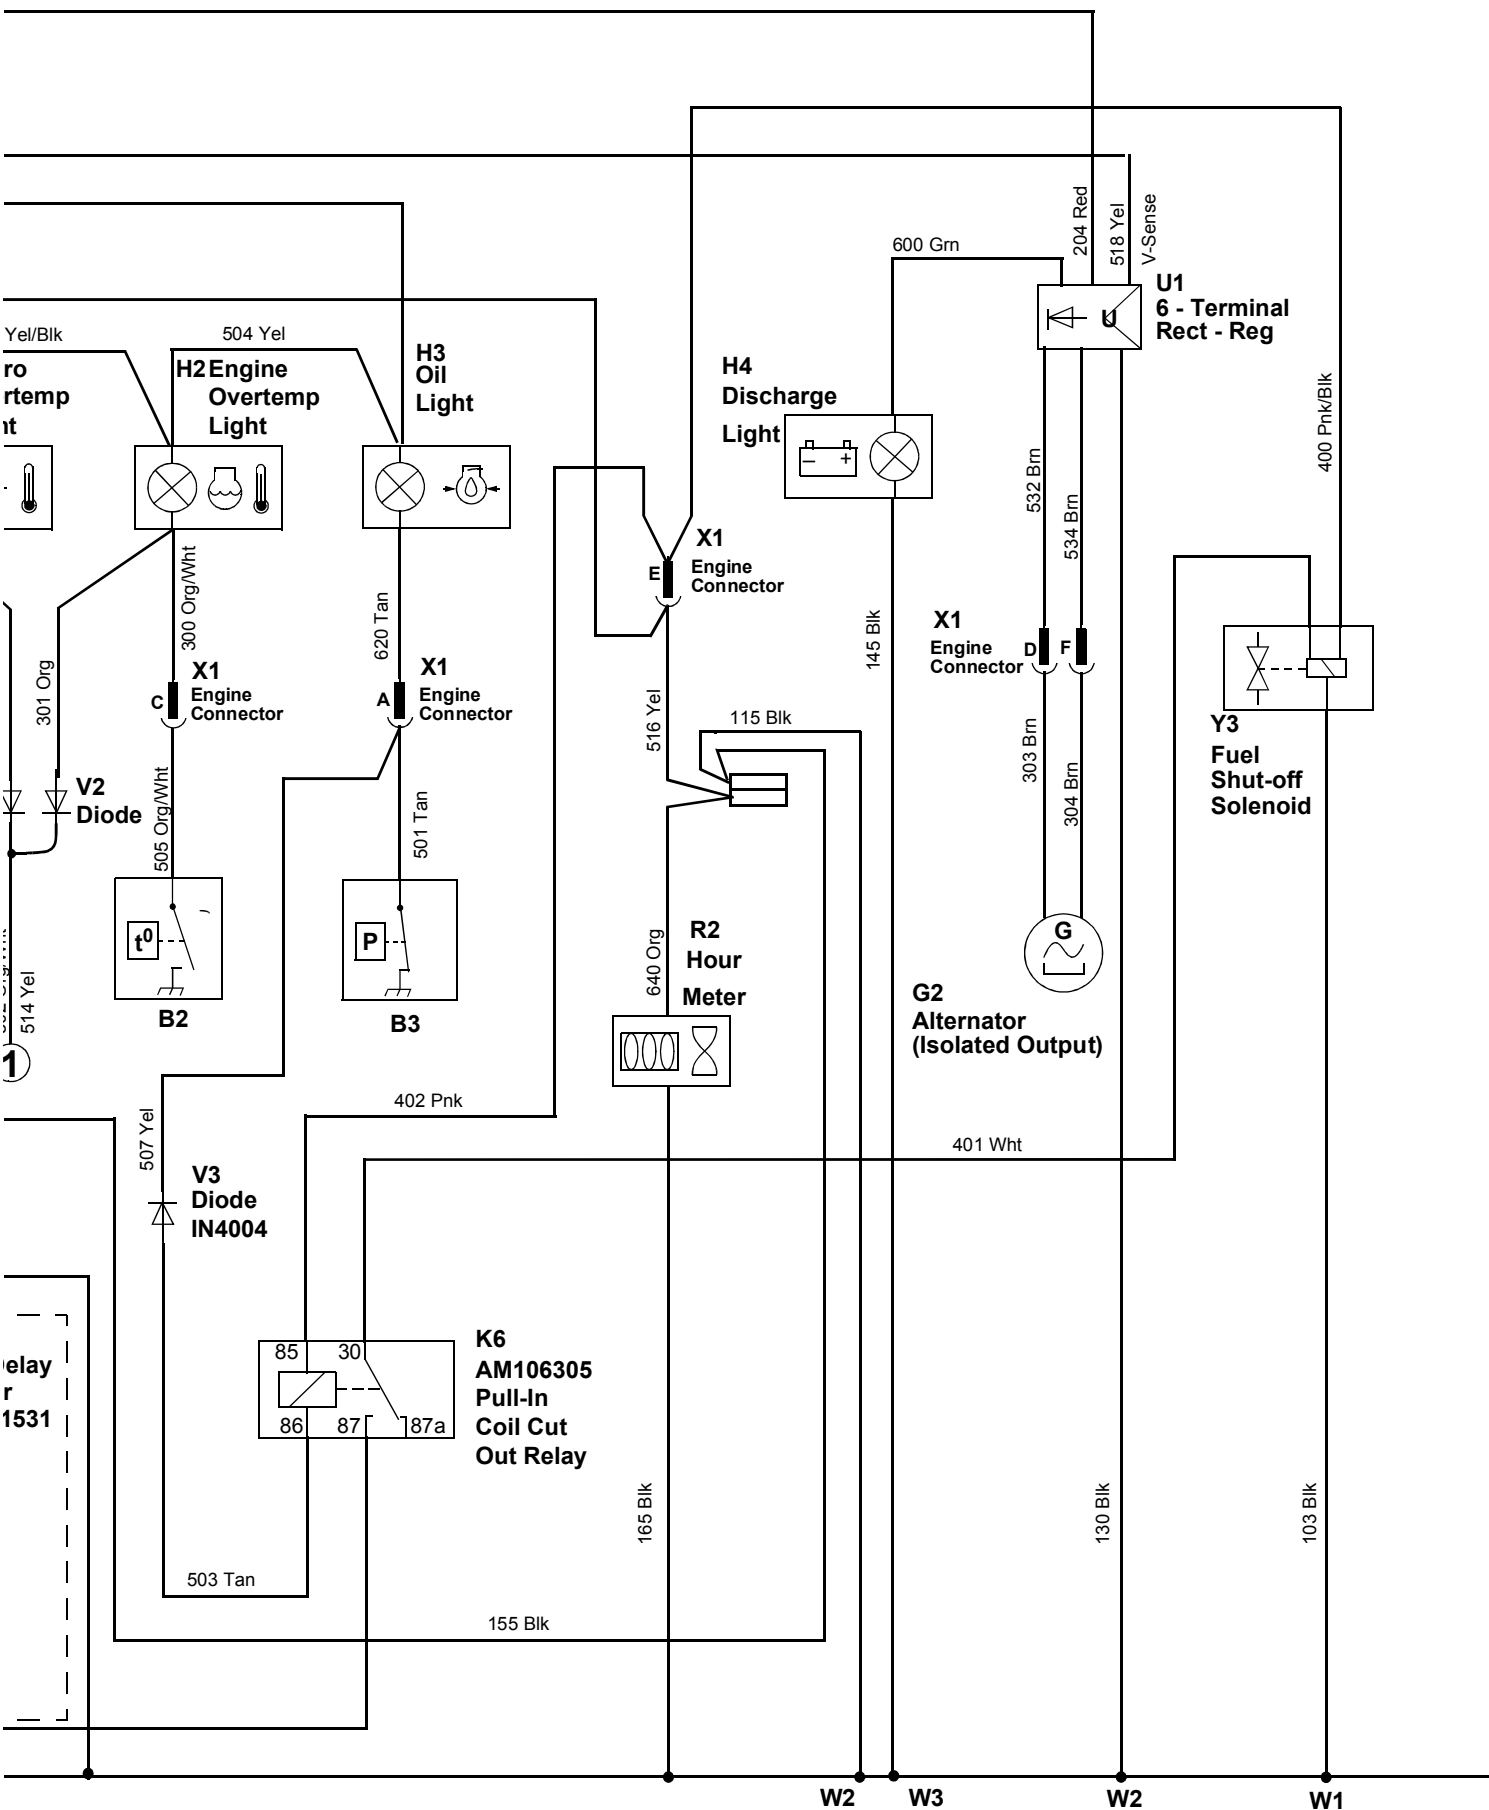 204 Red
518 Yel
V-Sense
600 Grn
U1
6 - Terminal
Rect - Reg
U
Yel/Blk
504 Yel
ro
rtemp
nt
H2 Engine
Overtemp
Light
H3
Oil
Light
H4
Discharge
Light
– +
400 Pnk/Blk
532 Brn
534 Brn
300 Org/Wht
620 Tan
E
X1
Engine
Connector
145 Blk
X1
Engine
Connector
D
F
301 Org
C
X1
Engine
Connector
A
X1
Engine
Connector
516 Yel
115 Blk
303 Brn
304 Brn
Y3
Fuel
Shut-off
Solenoid
V2
Diode
505 Org/Wht
501 Tan
t0
P
B2
B3
514 Yel
1
640 Org
R2
Hour
Meter
G
G2
Alternator
(Isolated Output)
402 Pnk
507 Yel
401 Wht
V3
Diode
IN4004
elay
r
1531
85
30
86
87
87a
K6
AM106305
Pull-In
Coil Cut
Out Relay
165 Blk
130 Blk
103 Blk
503 Tan
155 Blk
W2
W3
W2
W1